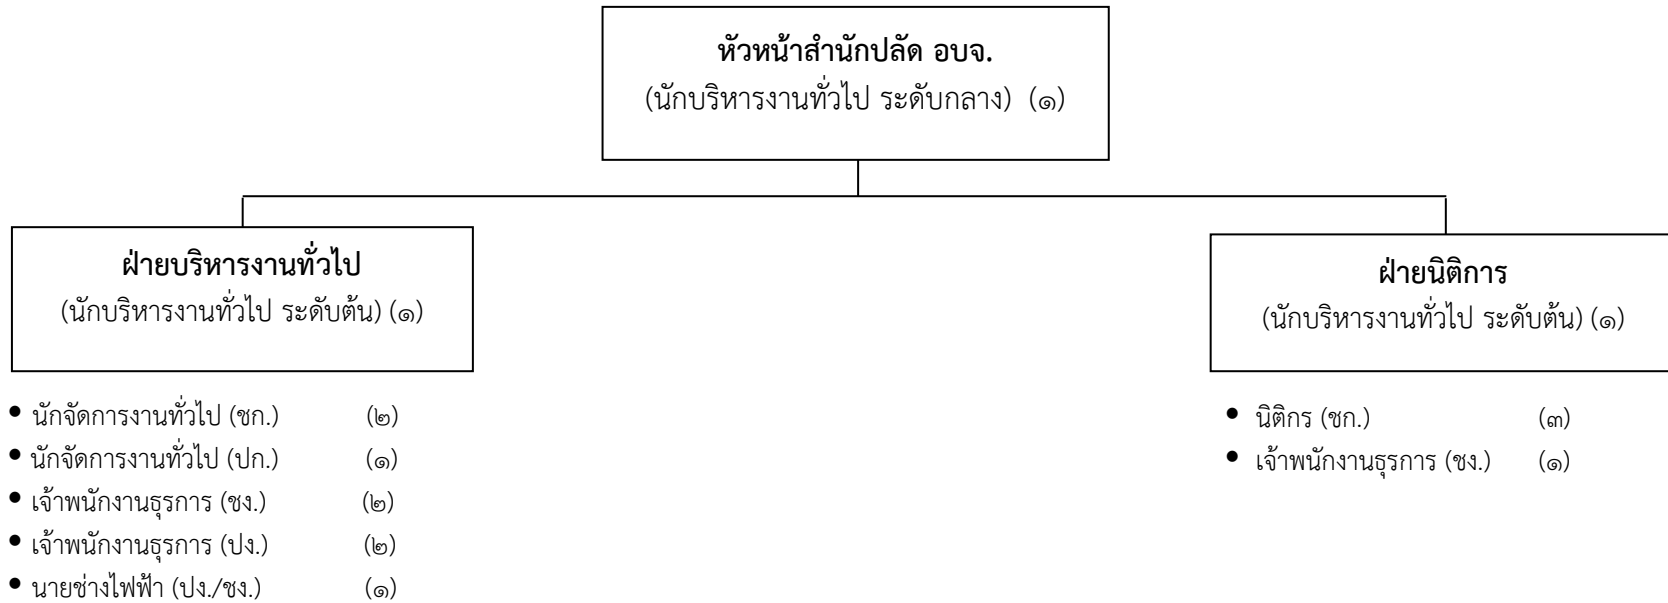 หัวหน้าสำนักปลัด อบจ.
(นักบริหารงานทั่วไป ระดับกลาง) (๑)
ฝ่ายบริหารงานทั่วไป
(นักบริหารงานทั่วไป ระดับต้น) (๑)
• นักจัดการงานทั่วไป (ชก.) (๒)
• นักจัดการงานทั่วไป (ปก.) (๑)
• เจ้าพนักงานธุรการ (ชง.) (๒)
• เจ้าพนักงานธุรการ (ปง.) (๒)
• นายช่างไฟฟ้า (ปง./ชง.) (๑)
ฝ่ายนิติการ
(นักบริหารงานทั่วไป ระดับต้น) (๑)
• นิติกร (ชก.) (๓)
• เจ้าพนักงานธุรการ (ชง.) (๑)